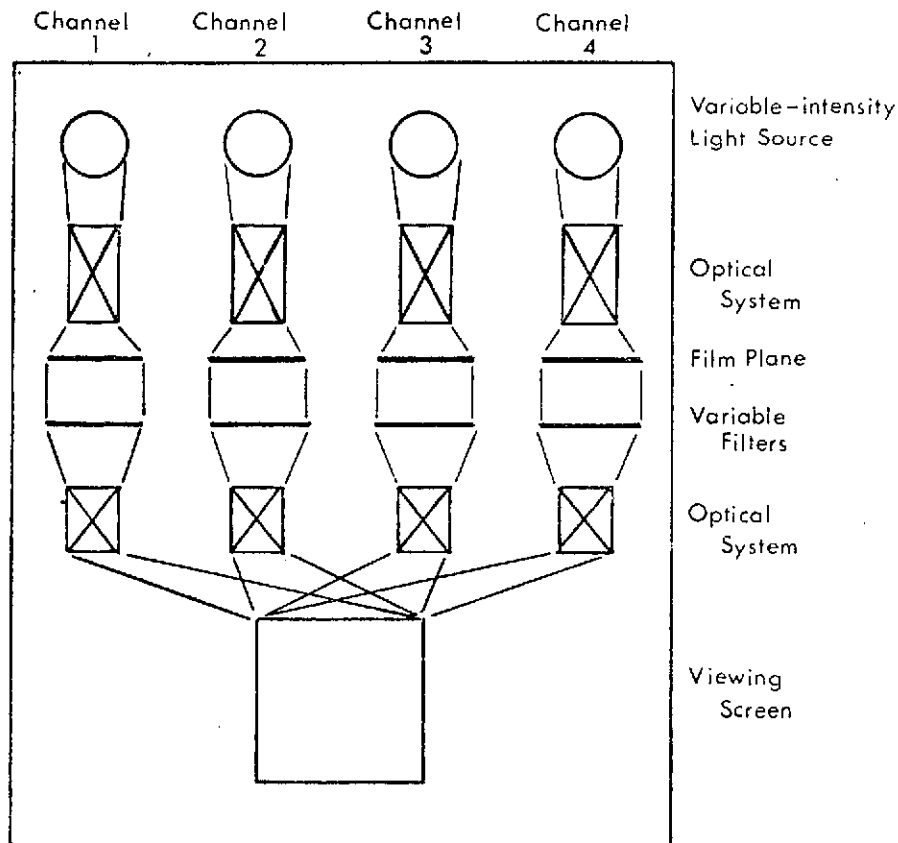 Channel 1
Channel 2
Channel 3
Channel 4
Variable-intensity
Light Source
Optical
System
Film Plane
Variable
Filters
Optical
System
Viewing
Screen